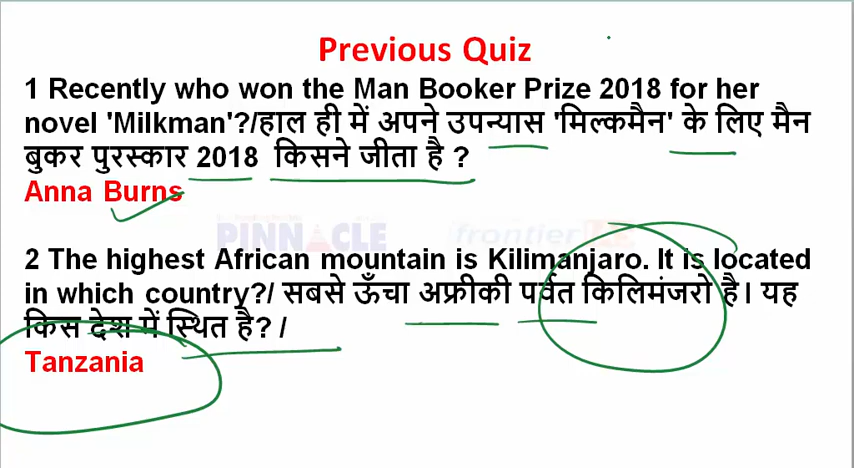 Previous Quiz
1 Recently who won the Man Booker Prize 2018 for her
novel 'Milkman'?/हाल ही में अपने उपन्यास 'मिल्कमैन' के लिए मैन
बुकर पुरस्कार 2018 किसने जीता है ?
Anna Burns
PINNACLE frontier
2 The highest African mountain is Kilimanjaro. It is located
in which country?/ सबसे ऊँचा अफ्रीकी पर्वत किलिमंजरो है। यह
किस देश में स्थित है? /
Tanzania